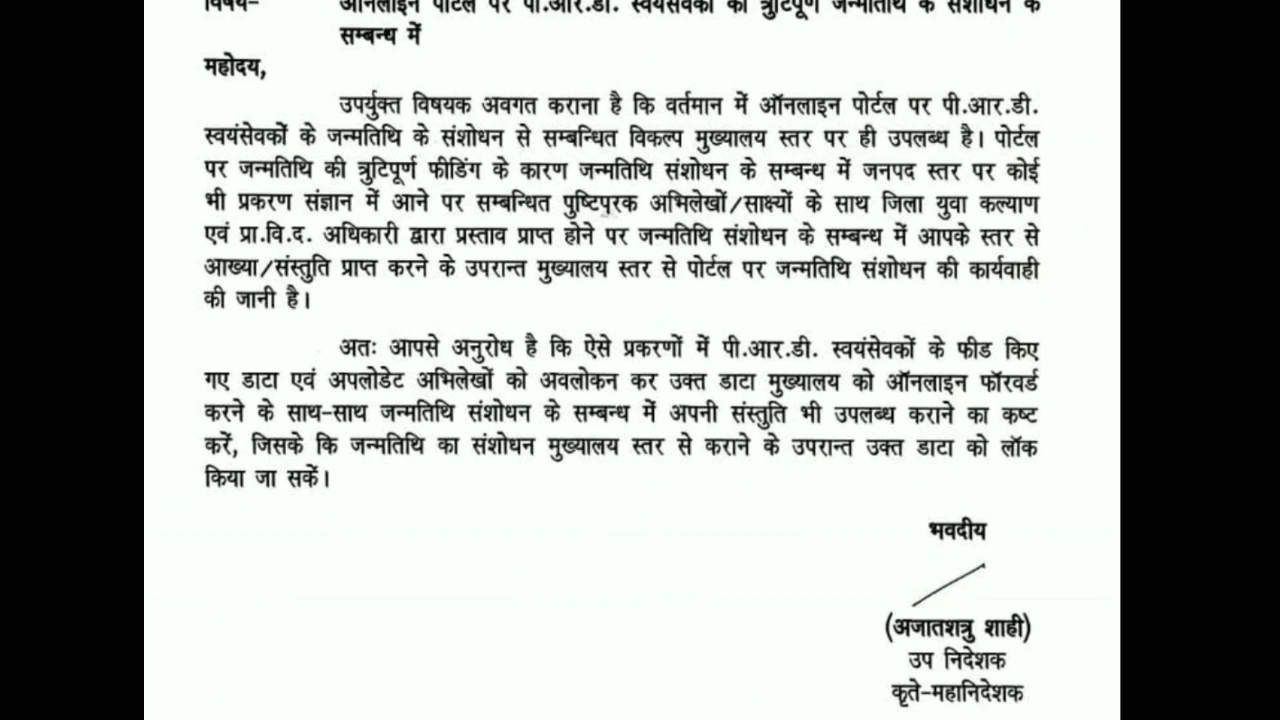 विषय- ऑनलाइन पोर्टल पर पी.आर.डी. स्वयंसेवकों की त्रुटिपूर्ण जन्मतिथि के संशोधन के
सम्बन्ध में
महोदय,
उपर्युक्त विषयक अवगत कराना है कि वर्तमान में ऑनलाइन पोर्टल पर पी.आर.डी.
स्वयंसेवकों के जन्मतिथि के संशोधन से सम्बन्धित विकल्प मुख्यालय स्तर पर ही उपलब्ध है। पोर्टल
पर जन्मतिथि की त्रुटिपूर्ण फीडिंग के कारण जन्मतिथि संशोधन के सम्बन्ध में जनपद स्तर पर कोई
भी प्रकरण संज्ञान में आने पर सम्बन्धित पुष्टिपुरक अभिलेखों/साक्ष्यों के साथ जिला युवा कल्याण
एवं प्रा.वि.द. अधिकारी द्वारा प्रस्ताव प्राप्त होने पर जन्मतिथि संशोधन के सम्बन्ध में आपके स्तर से
आख्या/संस्तुति प्राप्त करने के उपरान्त मुख्यालय स्तर से पोर्टल पर जन्मतिथि संशोधन की कार्यवाही
की जानी है।
अतः आपसे अनुरोध है कि ऐसे प्रकरणों में पी.आर.डी. स्वयंसेवकों के फीड किए
गए डाटा एवं अपलोडेट अभिलेखों को अवलोकन कर उक्त डाटा मुख्यालय को ऑनलाइन फॉरवर्ड
करने के साथ-साथ जन्मतिथि संशोधन के सम्बन्ध में अपनी संस्तुति भी उपलब्ध कराने का कष्ट
करें, जिसके कि जन्मतिथि का संशोधन मुख्यालय स्तर से कराने के उपरान्त उक्त डाटा को लॉक
किया जा सकें।
भवदीय
(अजातशत्रु शाही)
उप निदेशक
कृते-महानिदेशक